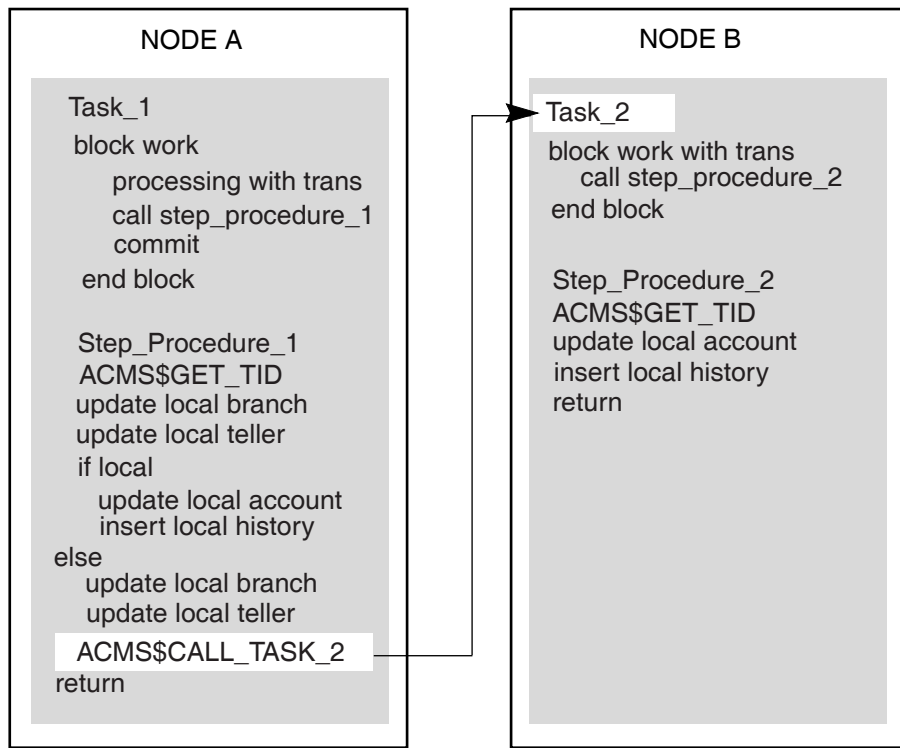 NODE A
Task_1
block work
processing with trans
call step_procedure_1
commit
end block
Step_Procedure_1
ACMS$GET_TID
update local branch
update local teller
if local
update local account
insert local history
else
update local branch
update local teller
ACMS$CALL_TASK_2
return
NODE B
Task_2
block work with trans
call step_procedure_2
end block
Step_Procedure_2
ACMS$GET_TID
update local account
insert local history
return